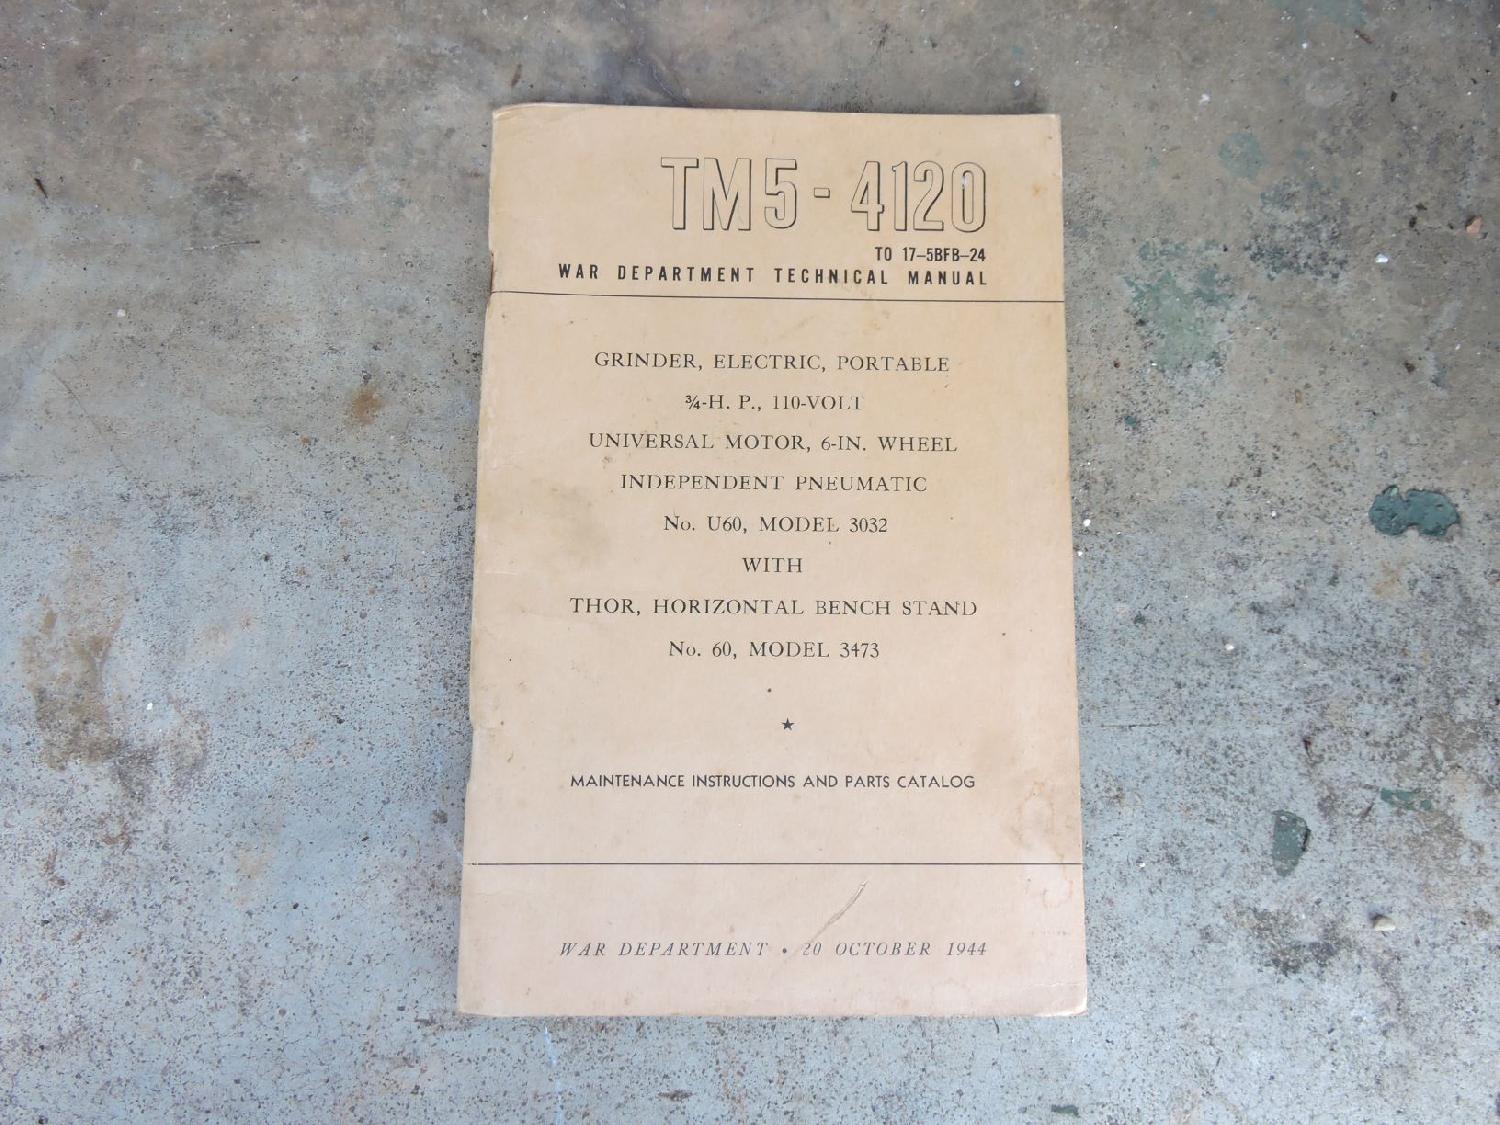 TM5-4120
TO 17-5BFB-24
WAR DEPARTMENT TECHNICAL MANUAL
GRINDER, ELECTRIC, PORTABLE
¾-H. P., 110-VOLT
UNIVERSAL MOTOR, 6-IN. WHEEL
INDEPENDENT PNEUMATIC
No. U60, MODEL 3032
WITH
THOR, HORIZONTAL BENCH STAND
No. 60, MODEL 3473
★
MAINTENANCE INSTRUCTIONS AND PARTS CATALOG
WAR DEPARTMENT • 20 OCTOBER 1944